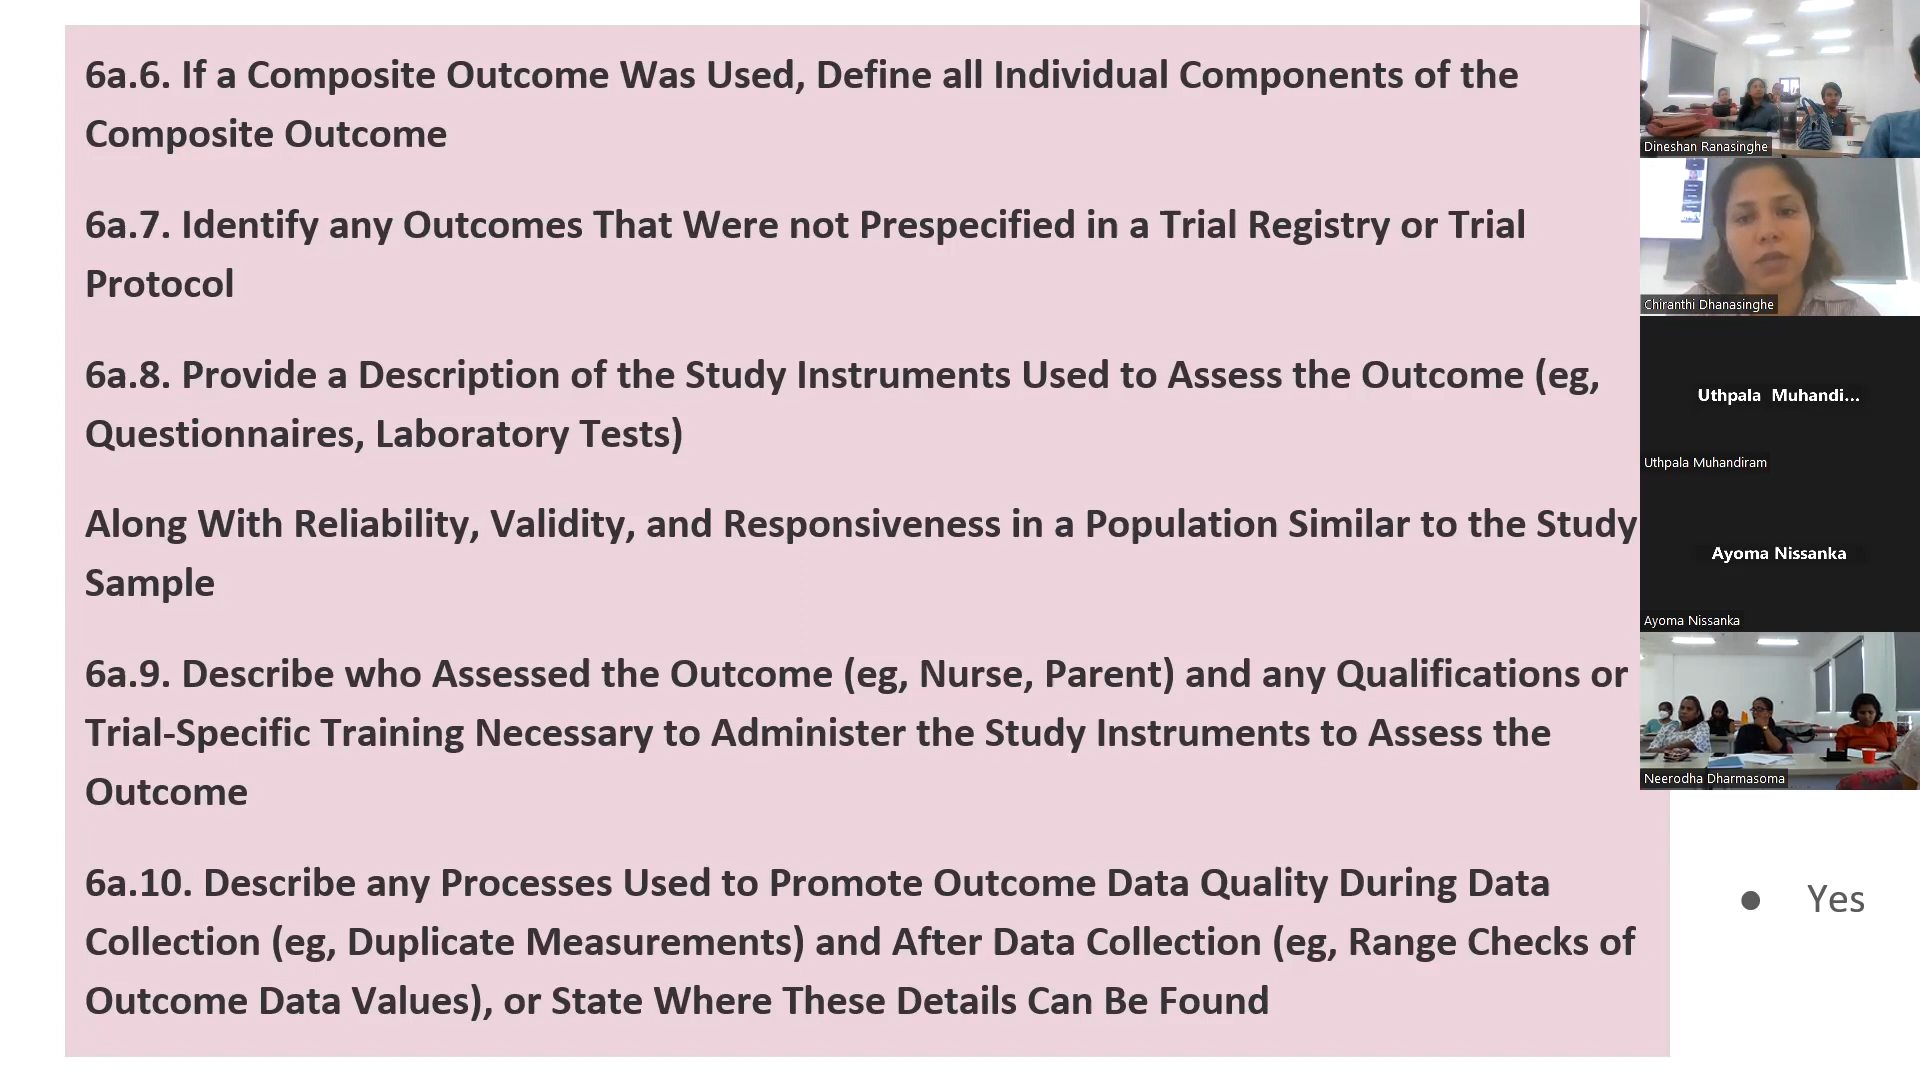 6a.6. If a Composite Outcome Was Used, Define all Individual Components of the
Composite Outcome
6a.7. Identify any Outcomes That Were not Prespecified in a Trial Registry or Trial
Protocol
6a.8. Provide a Description of the Study Instruments Used to Assess the Outcome (eg,
Questionnaires, Laboratory Tests)
Along With Reliability, Validity, and Responsiveness in a Population Similar to the Study
Sample
6a.9. Describe who Assessed the Outcome (eg, Nurse, Parent) and any Qualifications or
Trial-Specific Training Necessary to Administer the Study Instruments to Assess the
Outcome
6a.10. Describe any Processes Used to Promote Outcome Data Quality During Data
Collection (eg, Duplicate Measurements) and After Data Collection (eg, Range Checks of
Outcome Data Values), or State Where These Details Can Be Found
● Yes
Dineshan Ranasinghe
Chiranthi Dhanasinghe
Uthpala Muhandi...
Uthpala Muhandiram
Ayoma Nissanka
Ayoma Nissanka
Neerodha Dharmasoma